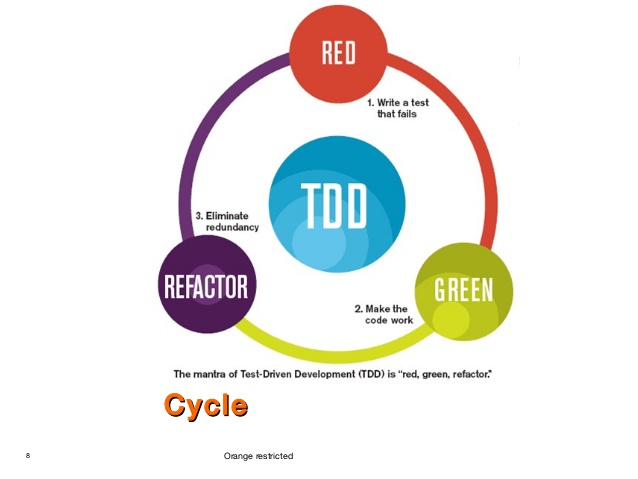 RED
1. Write a test
that fails
TDD
3. Eliminate
redundancy
REFACTOR
GREEN
2. Make the
code work
The mantra of Test-Driven Development (TDD) is “red, green, refactor.”
Cycle
8
Orange restricted